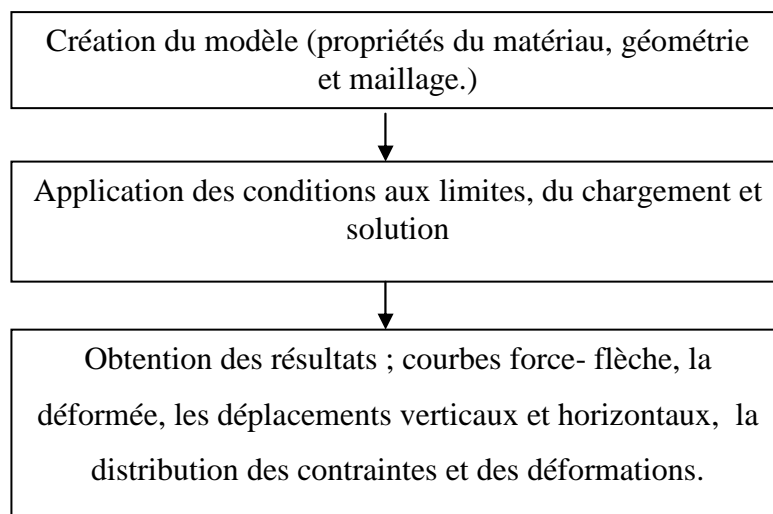 Création du modèle (propriétés du matériau, géométrie
et maillage.)
Application des conditions aux limites, du chargement et
solution
Obtention des résultats ; courbes force- flèche, la
déformée, les déplacements verticaux et horizontaux, la
distribution des contraintes et des déformations.